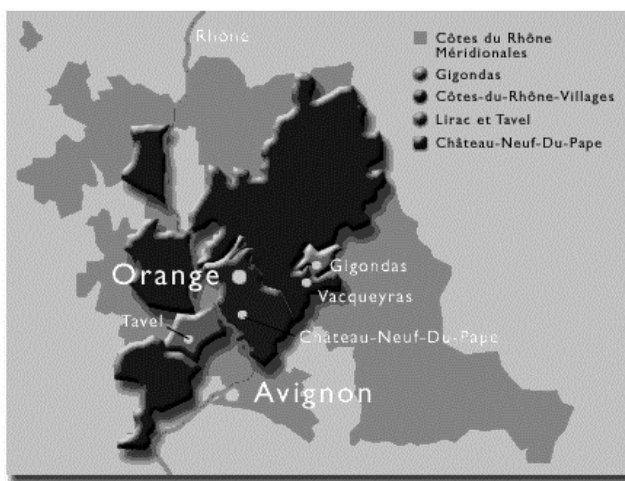 Rhône
Côtes du Rhône
Méridionales
Gigondas
Côtes-du-Rhône-Villages
Lirac et Tavel
Château-Neuf-Du-Pape
Orange
Gigondas
Vacqueyras
Tavel
Château-Neuf-Du-Pape
Avignon